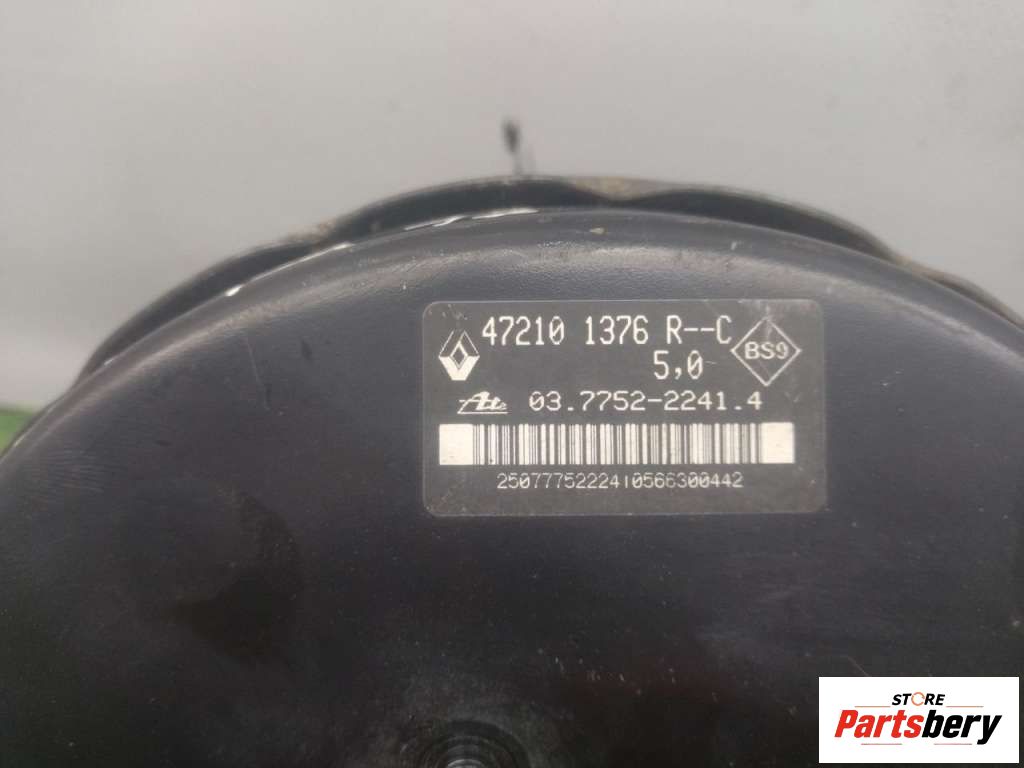 47210 1376 R--C
5,0
BS9
Ate 03.7752-2241.4
2507775222410566300442
STORE
Partsbery